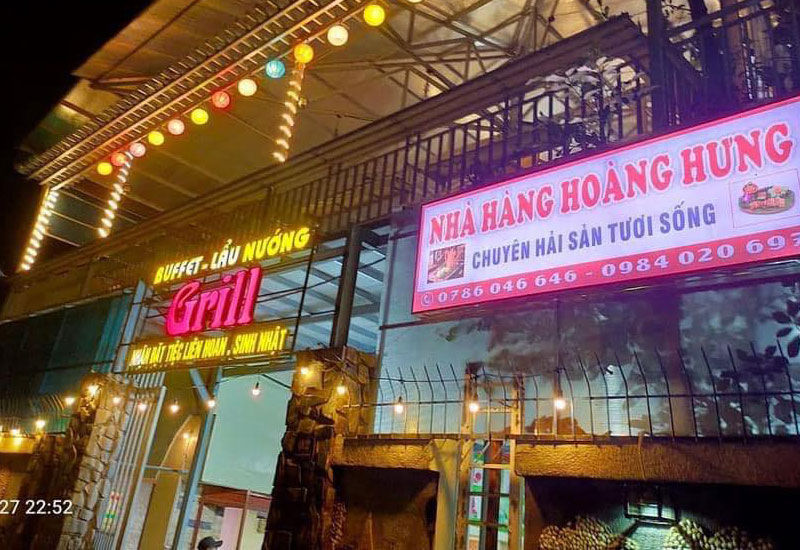 BUFFET - LẨU NƯỚNG
Grill
NHẬN ĐẶT TIỆC LIÊN HOAN . SINH NHẬT
NHÀ HÀNG HOÀNG HƯNG
CHUYÊN HẢI SẢN TƯƠI SỐNG
0786 046 646 - 0984 020 697
27 22:52